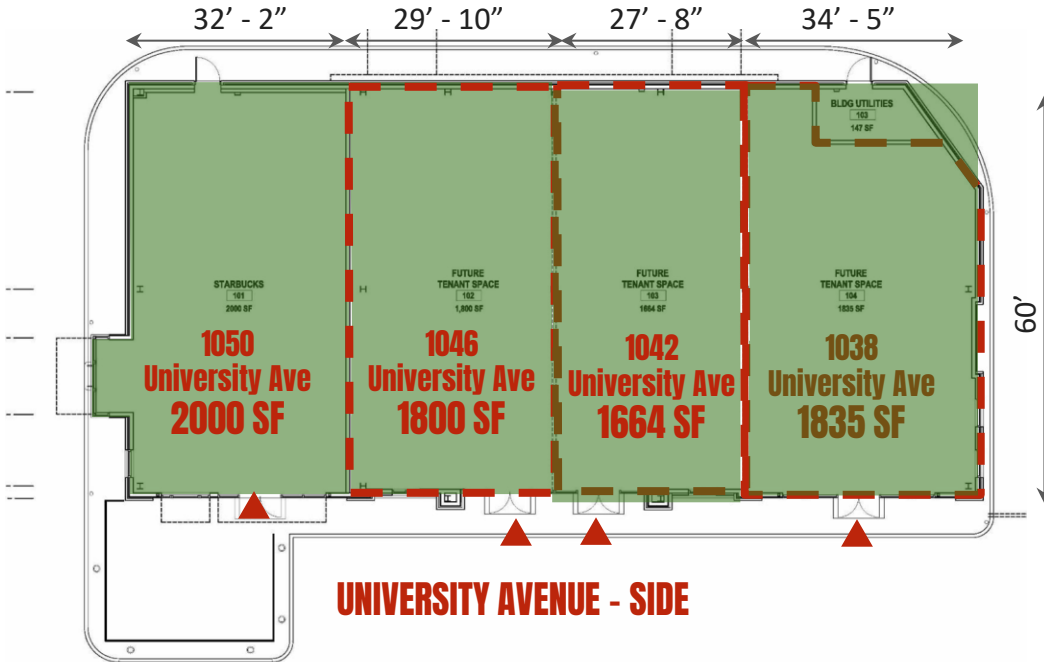 32’ - 2”
29’ - 10”
27’ - 8”
34’ - 5”
60’
BLDG UTILITIES
103
147 SF
STARBUCKS
101
2000 SF
1050
University Ave
2000 SF
FUTURE
TENANT SPACE
102
1,800 SF
1046
University Ave
1800 SF
FUTURE
TENANT SPACE
103
1664 SF
1042
University Ave
1664 SF
FUTURE
TENANT SPACE
104
1835 SF
1038
University Ave
1835 SF
UNIVERSITY AVENUE - SIDE